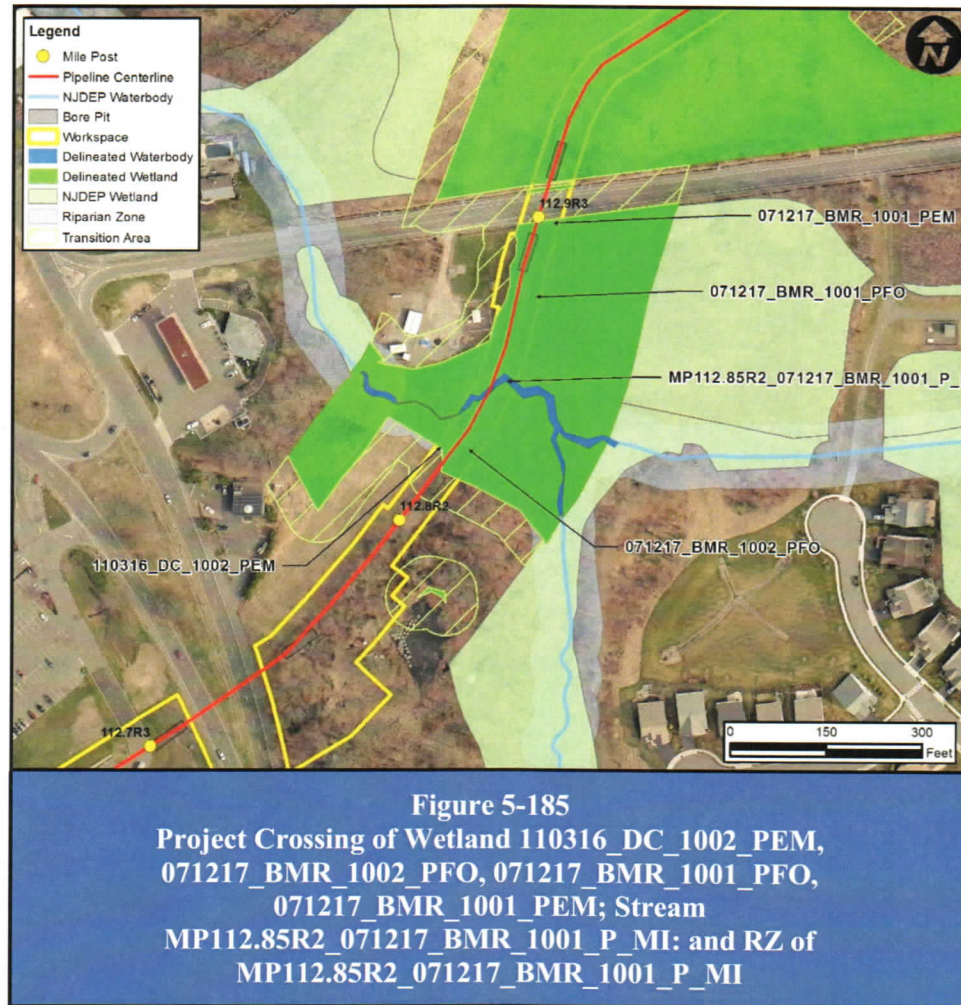 Legend
Mile Post
Pipeline Centerline
NJDEP Waterbody
Bore Pit
Workspace
Delineated Waterbody
Delineated Wetland
NJDEP Wetland
Riparian Zone
Transition Area
N
112.9R3
071217_BMR_1001_PEM
071217_BMR_1001_PFO
MP112.85R2_071217_BMR_1001_P_
112.8R2
110316_DC_1002_PEM
071217_BMR_1002_PFO
112.7R3
0 150 300
Feet
Figure 5-185
Project Crossing of Wetland 110316_DC_1002_PEM,
071217_BMR_1002_PFO, 071217_BMR_1001_PFO,
071217_BMR_1001_PEM; Stream
MP112.85R2_071217_BMR_1001_P_MI: and RZ of
MP112.85R2_071217_BMR_1001_P_MI